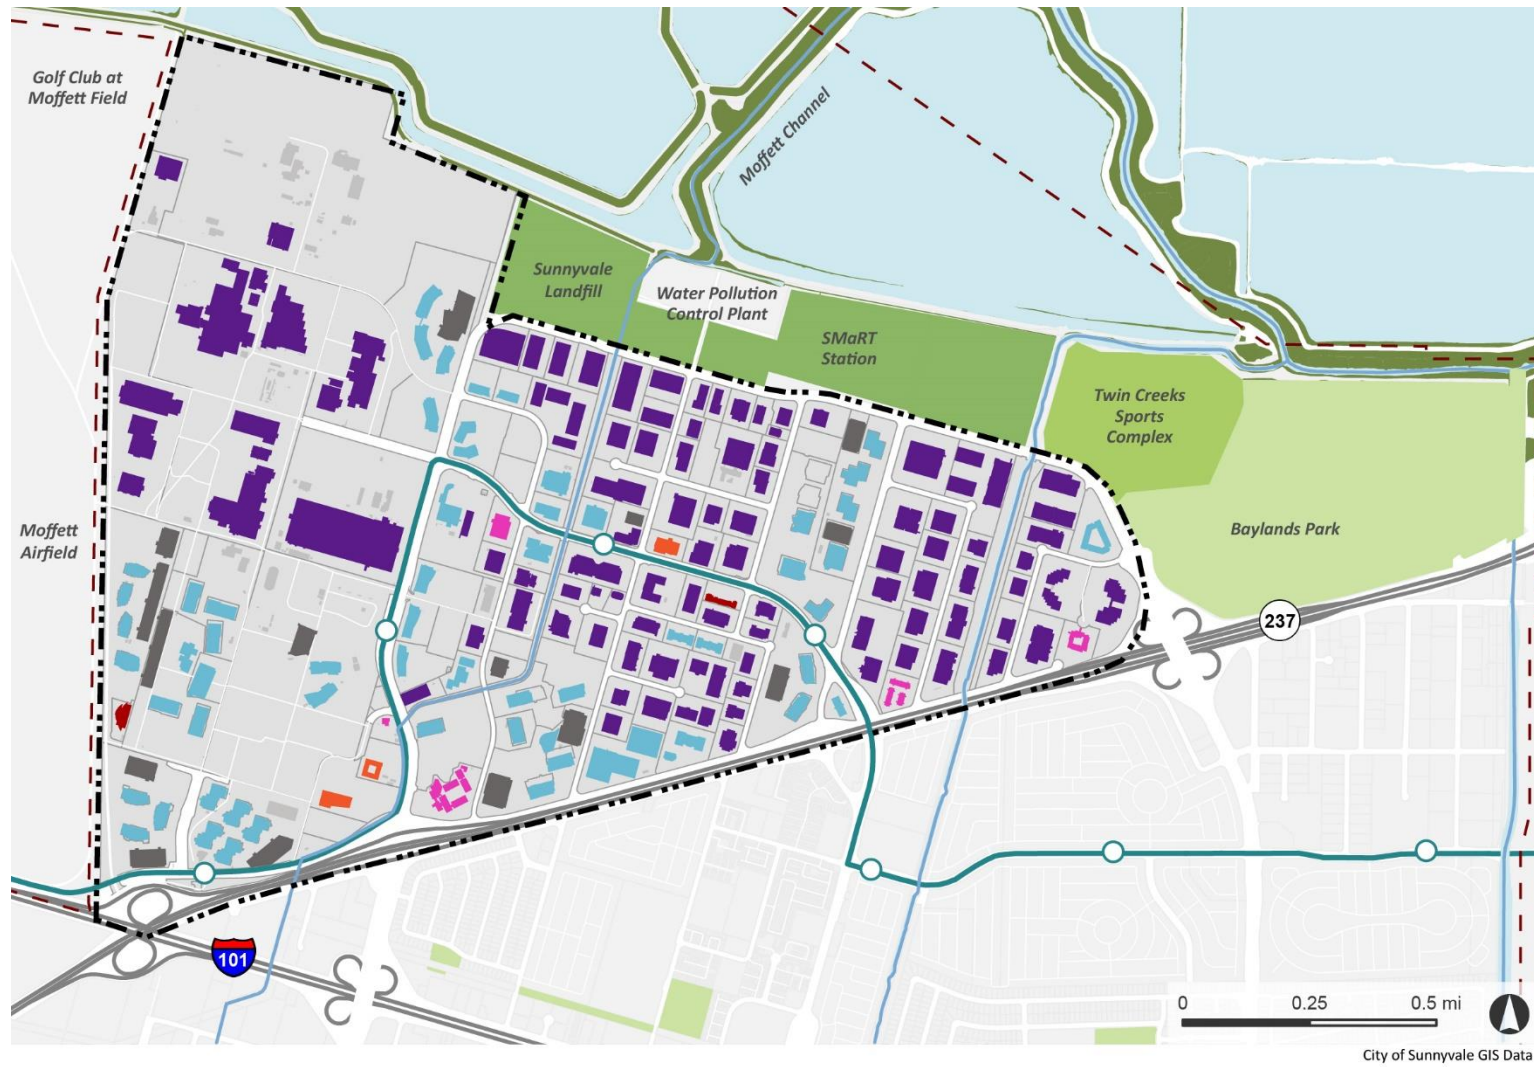 Golf Club at
Moffett Field
Moffett Channel
Sunnyvale
Landfill
Water Pollution
Control Plant
SMaRT
Station
Twin Creeks
Sports
Complex
Baylands Park
Moffett
Airfield
237
101
0 0.25 0.5 mi
City of Sunnyvale GIS Data